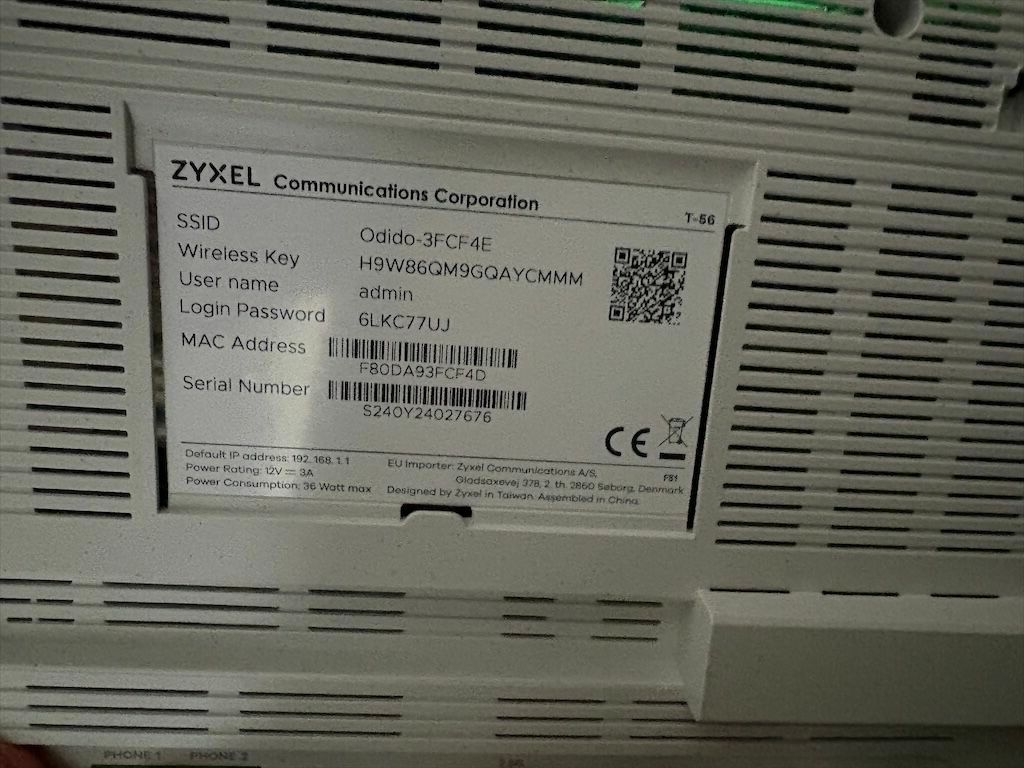 ZYXEL Communications Corporation
T-56
SSID Odido-3FCF4E
Wireless Key H9W86QM9GQAYCMMM
User name admin
Login Password 6LKC77UJ
MAC Address F80DA93FCF4D
Serial Number S240Y24027676
CE
Default IP address: 192.168.1.1
Power Rating: 12V ⎓ 3A
Power Consumption: 36 Watt max
EU Importer: Zyxel Communications A/S,
Gladsaxevej 378, 2. th. 2860 Søborg, Denmark
Designed by Zyxel in Taiwan. Assembled in China.
FS1
PHONE 1 PHONE 2